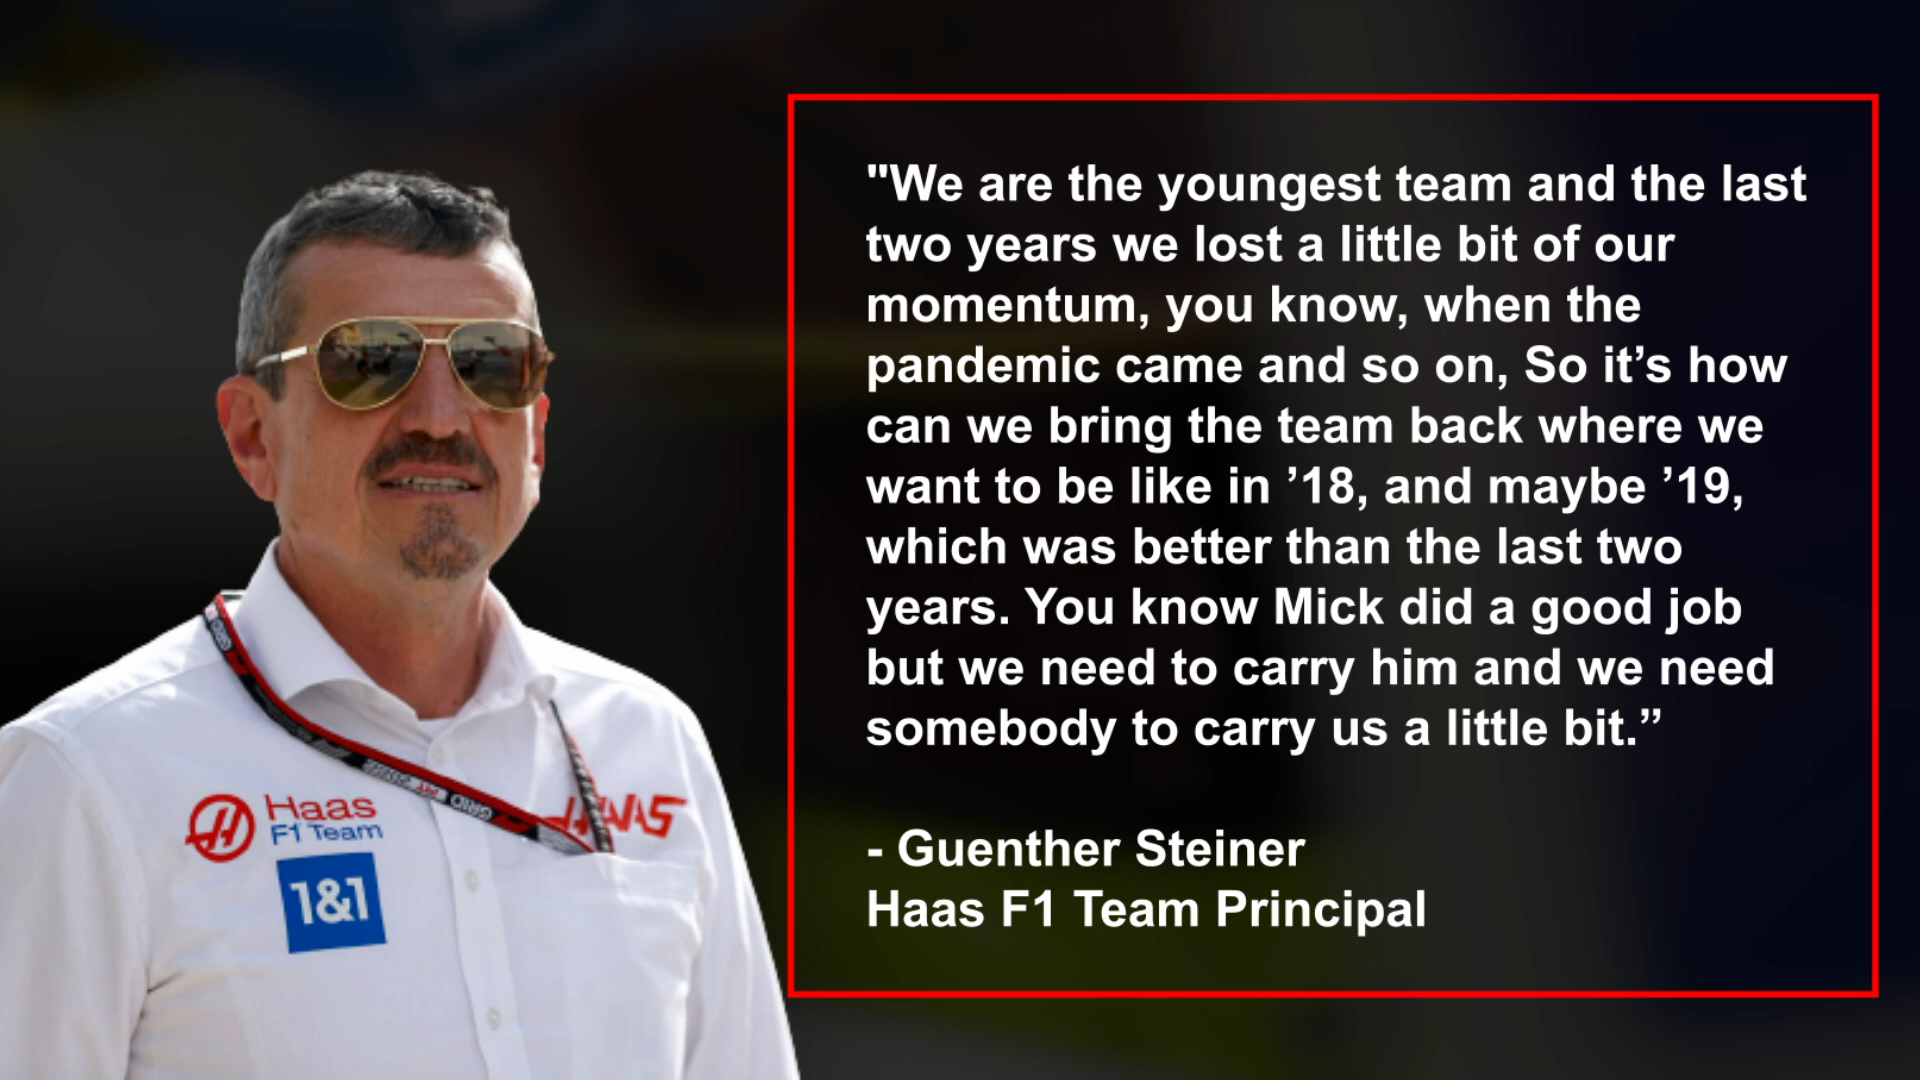 "We are the youngest team and the last
two years we lost a little bit of our
momentum, you know, when the
pandemic came and so on, So it’s how
can we bring the team back where we
want to be like in ’18, and maybe ’19,
which was better than the last two
years. You know Mick did a good job
but we need to carry him and we need
somebody to carry us a little bit.”
- Guenther Steiner
Haas F1 Team Principal
Haas
F1 Team
HAAS
1&1